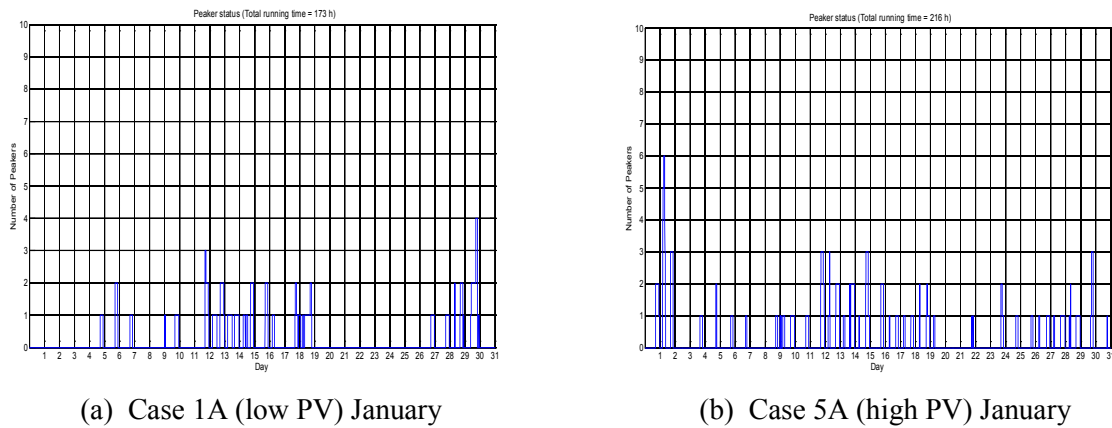 Peaker status (Total running time = 173 h)
10
9
8
7
6
5
4
3
2
1
0
Number of Peakers
1 2 3 4 5 6 7 8 9 10 11 12 13 14 15 16 17 18 19 20 21 22 23 24 25 26 27 28 29 30 31
Day
(a) Case 1A (low PV) January
Peaker status (Total running time = 216 h)
10
9
8
7
6
5
4
3
2
1
0
Number of Peakers
1 2 3 4 5 6 7 8 9 10 11 12 13 14 15 16 17 18 19 20 21 22 23 24 25 26 27 28 29 30 31
Day
(b) Case 5A (high PV) January